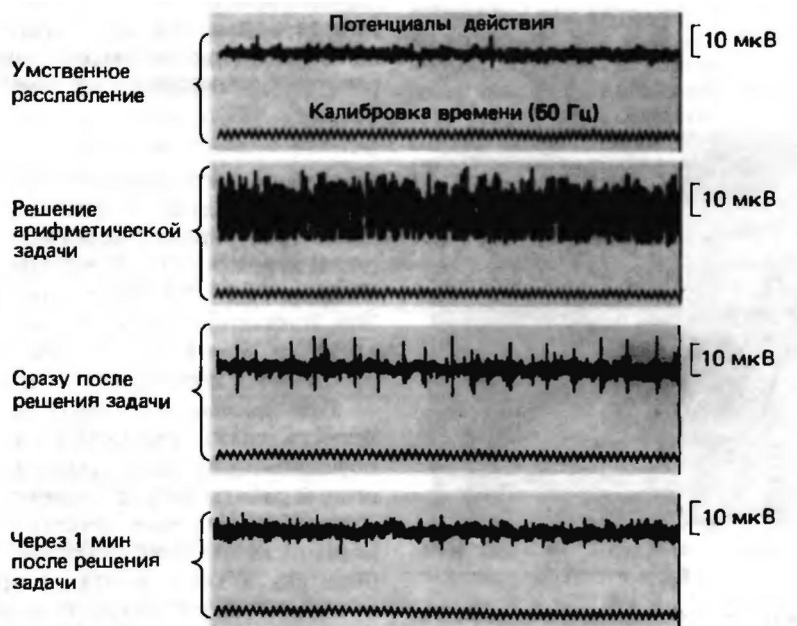 Потенциалы действия
10 мкВ
Умственное
расслабление
Калибровка времени (50 Гц)
10 мкВ
Решение
арифметической
задачи
10 мкВ
Сразу после
решения задачи
10 мкВ
Через 1 мин
после решения
задачи